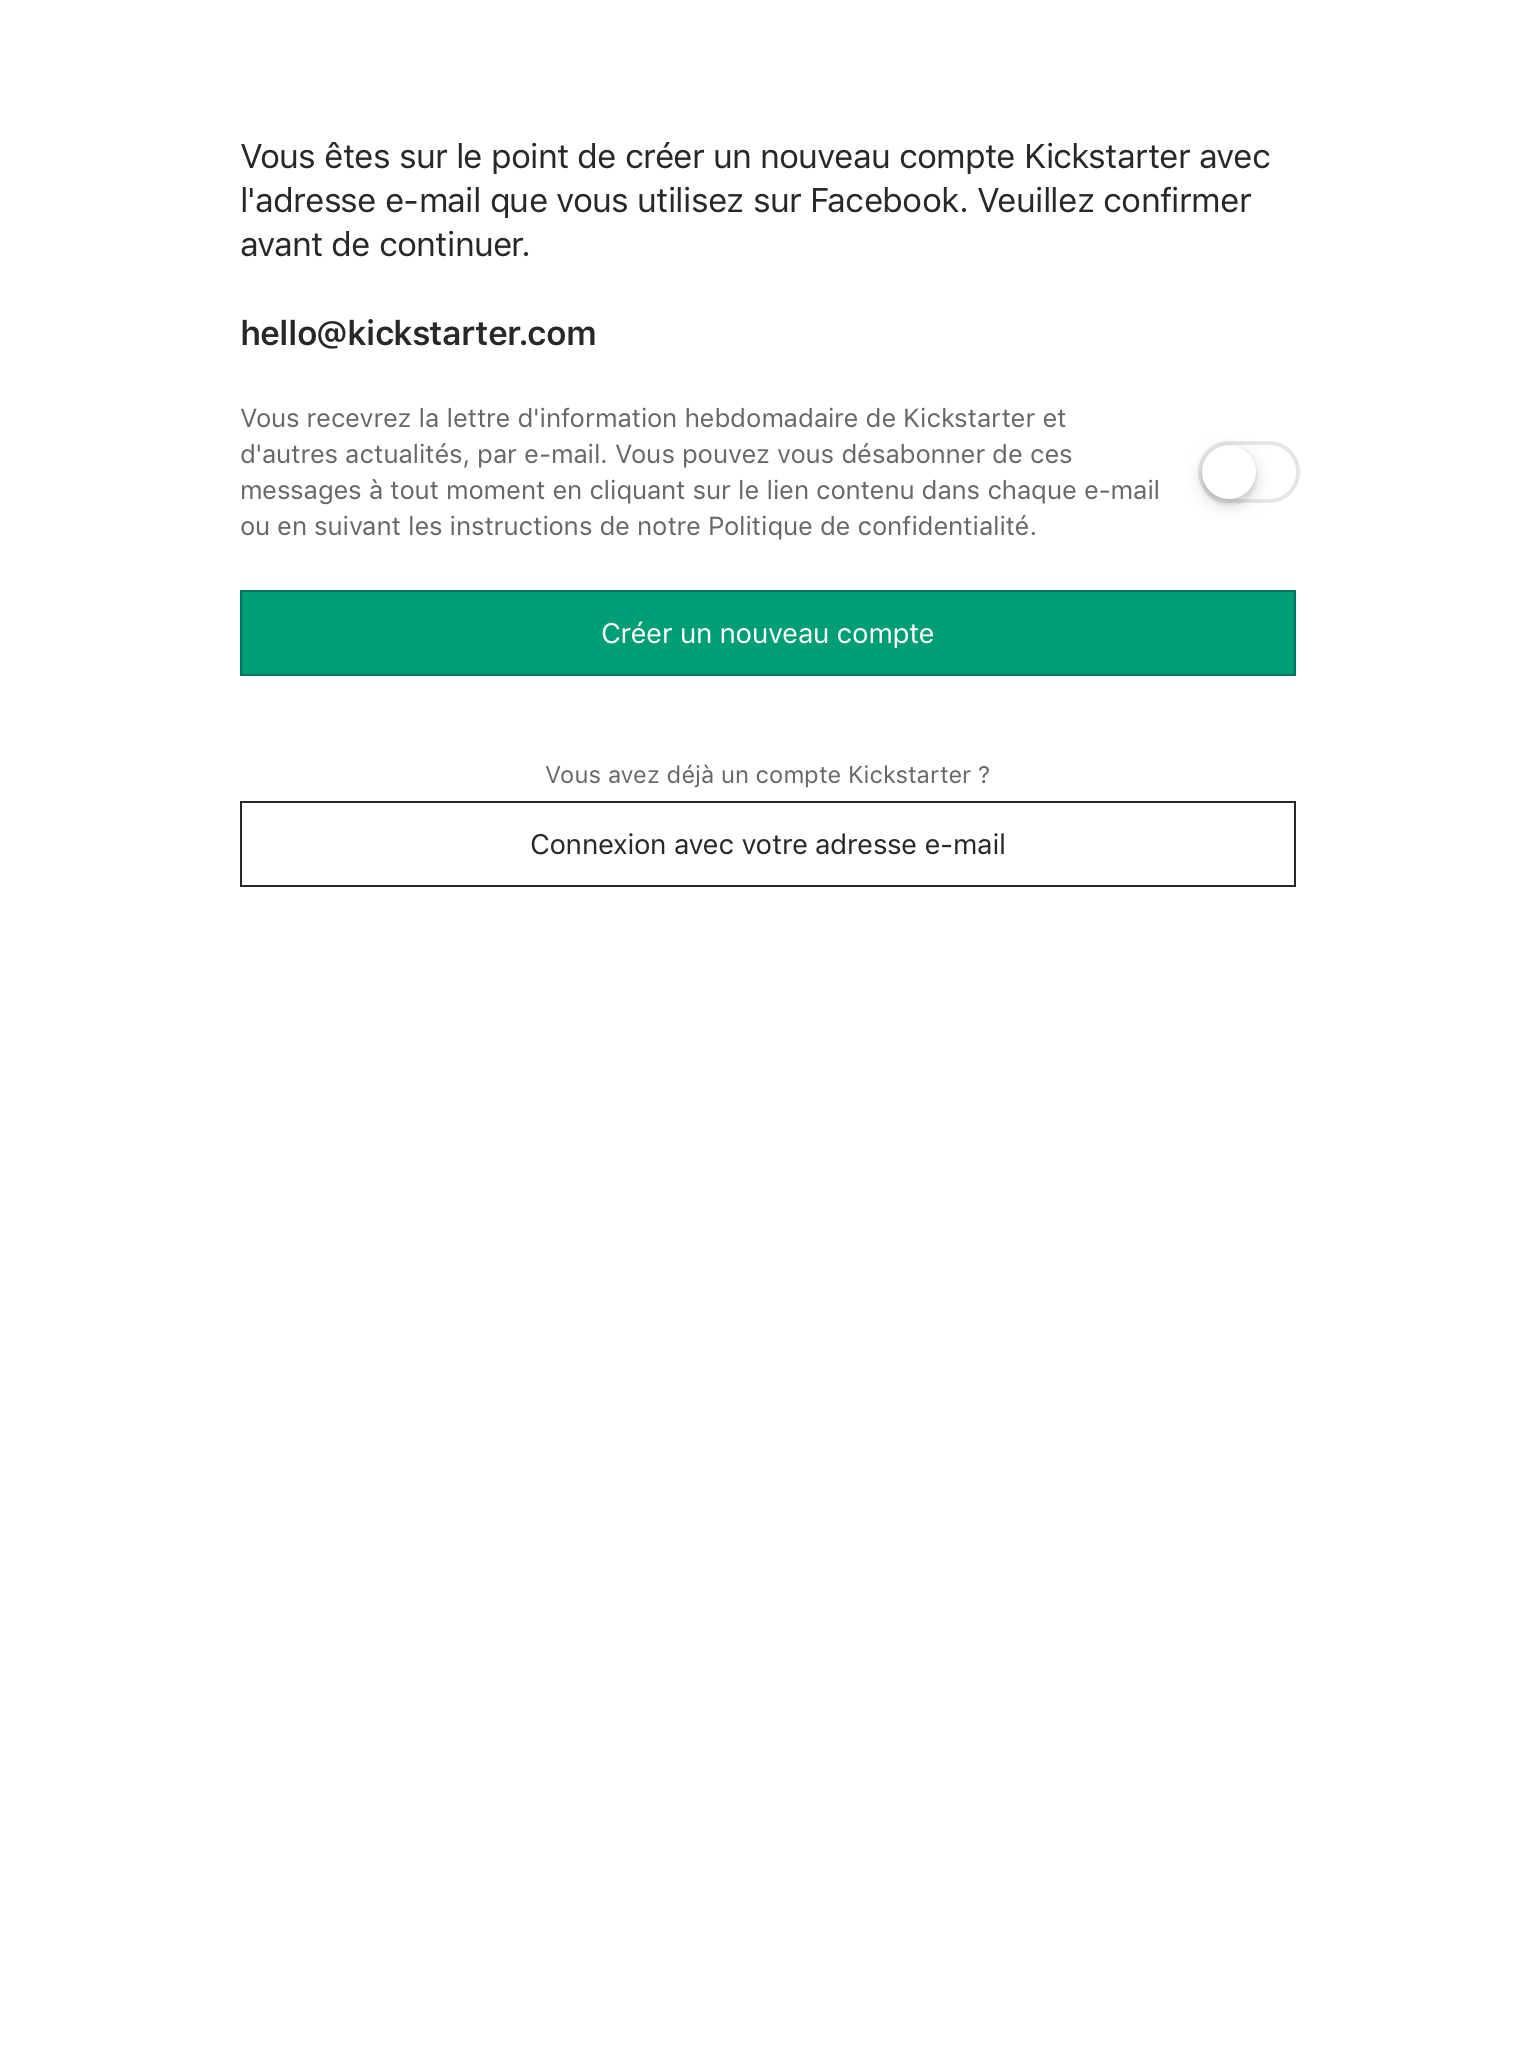 Vous êtes sur le point de créer un nouveau compte Kickstarter avec
l'adresse e-mail que vous utilisez sur Facebook. Veuillez confirmer
avant de continuer.
hello@kickstarter.com
Vous recevrez la lettre d'information hebdomadaire de Kickstarter et
d'autres actualités, par e-mail. Vous pouvez vous désabonner de ces
messages à tout moment en cliquant sur le lien contenu dans chaque e-mail
ou en suivant les instructions de notre Politique de confidentialité.
Créer un nouveau compte
Vous avez déjà un compte Kickstarter ?
Connexion avec votre adresse e-mail